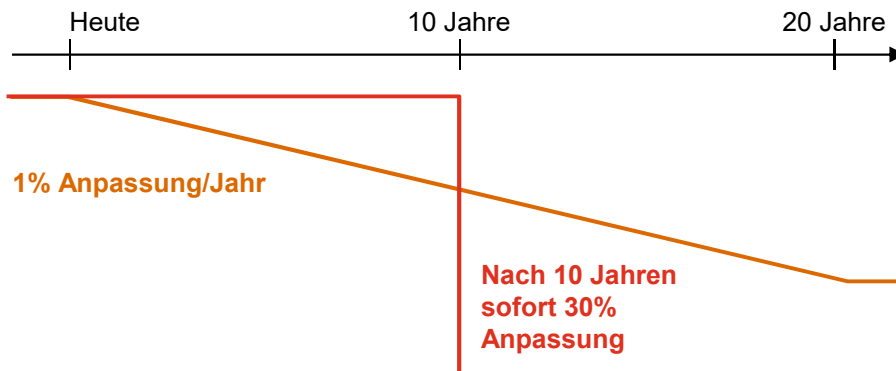 Heute
10 Jahre
20 Jahre
1% Anpassung/Jahr
Nach 10 Jahren
sofort 30%
Anpassung